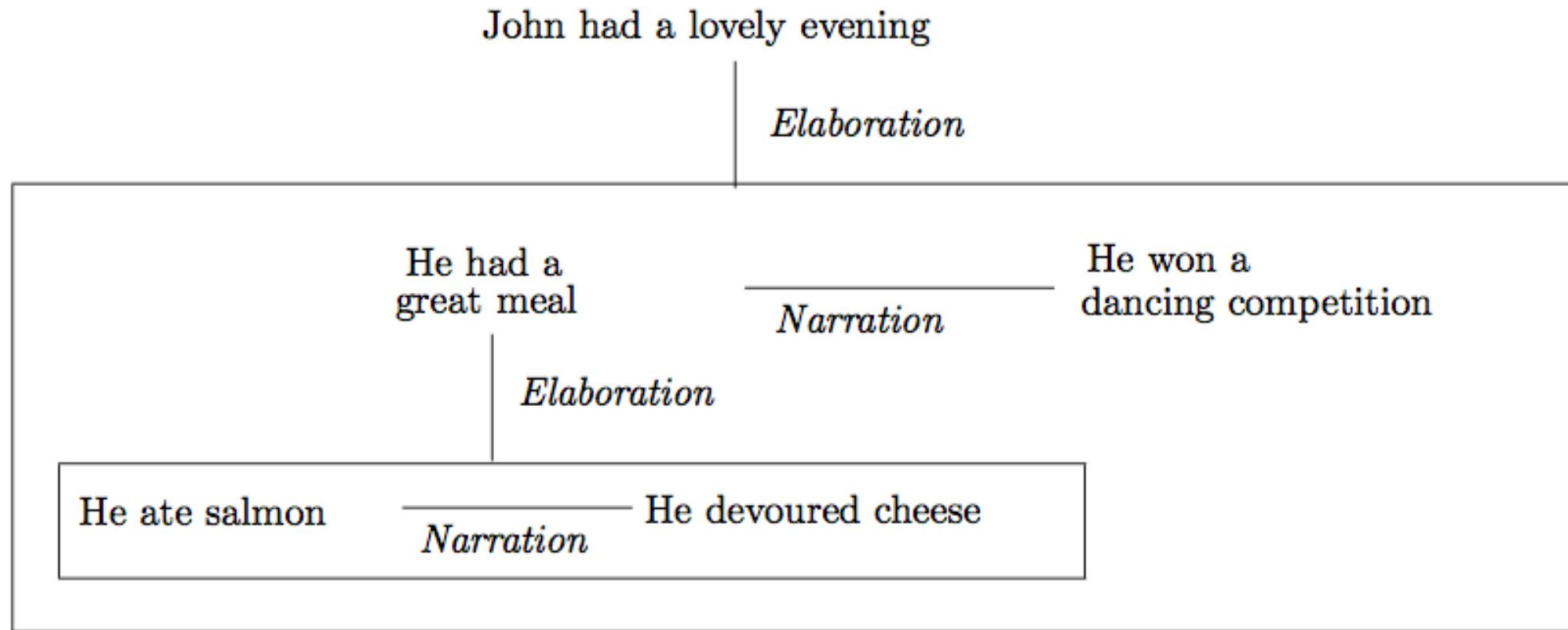 John had a lovely evening
Elaboration
He had a
great meal
Narration
He won a
dancing competition
Elaboration
He ate salmon
Narration
He devoured cheese